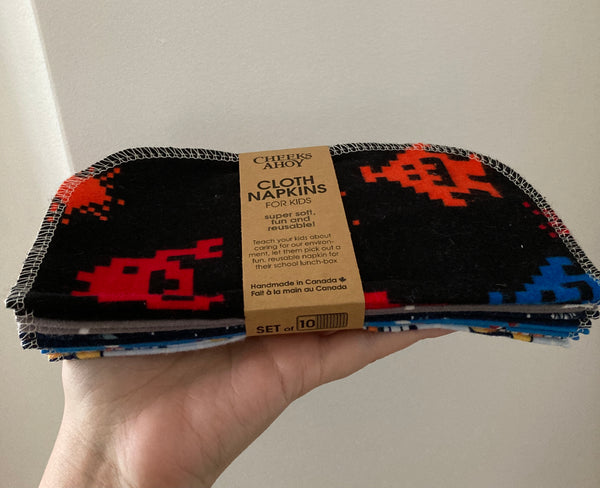 CHEEKS
AHOY
CLOTH
NAPKINS
FOR KIDS
super soft,
fun and
reusable!
Teach your kids about
caring for our environ-
ment, let them pick out a
fun, reusable napkin for
their school lunch-box.
Handmade in Canada
Fait à la main au Canada
SET of 10